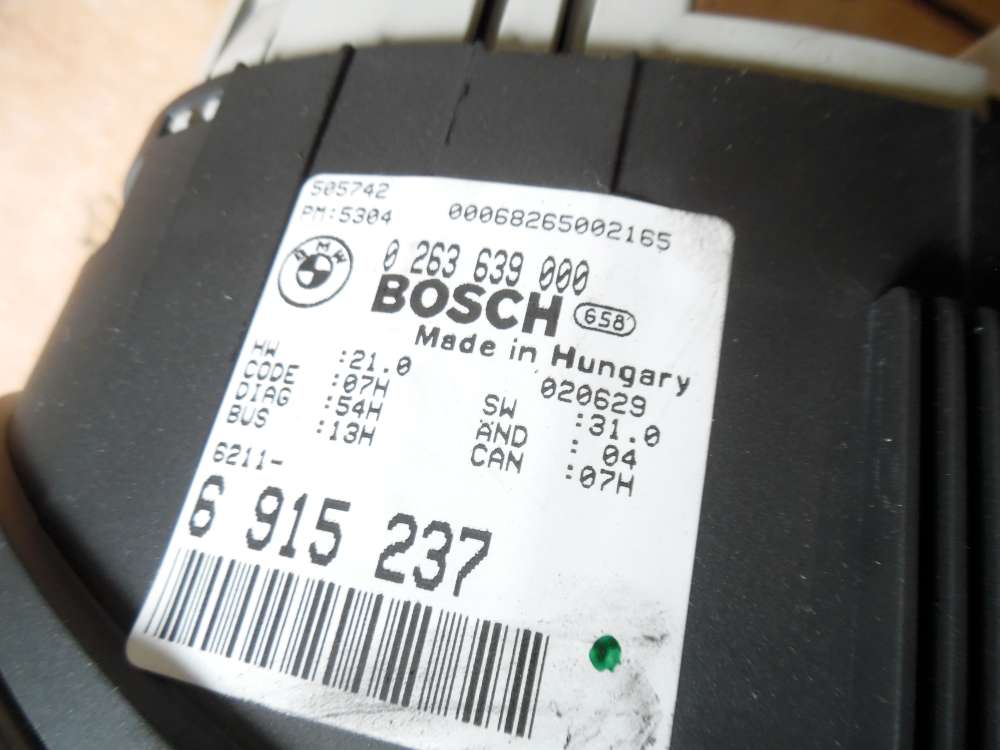 505742
PM:5304 00068265002165
BMW
0 263 639 000
BOSCH 658
Made in Hungary
020629
HW :21.0 SW :31.0
CODE :07H ÄND : 04
DIAG :54H CAN :07H
BUS :13H
6211-
6 915 237